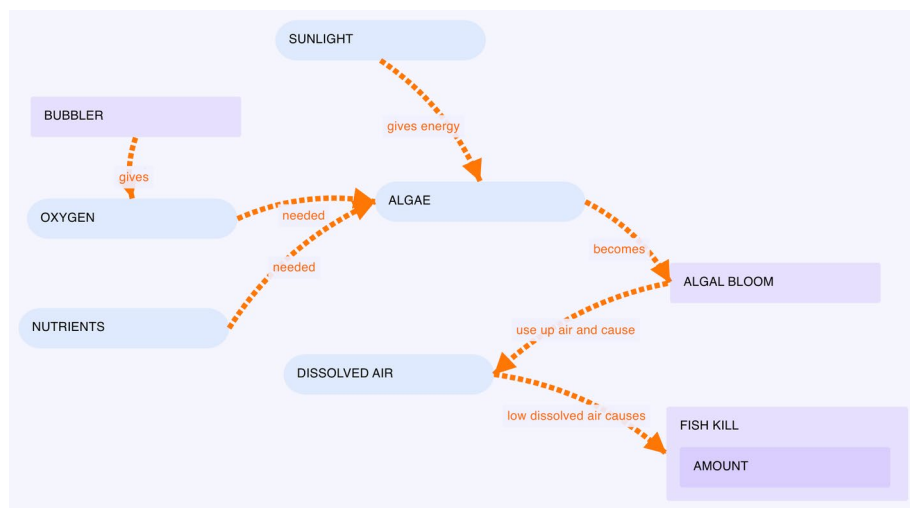 SUNLIGHT
BUBBLER
gives energy
gives
OXYGEN
needed
ALGAE
needed
becomes
ALGAL BLOOM
NUTRIENTS
use up air and cause
DISSOLVED AIR
low dissolved air causes
FISH KILL
AMOUNT